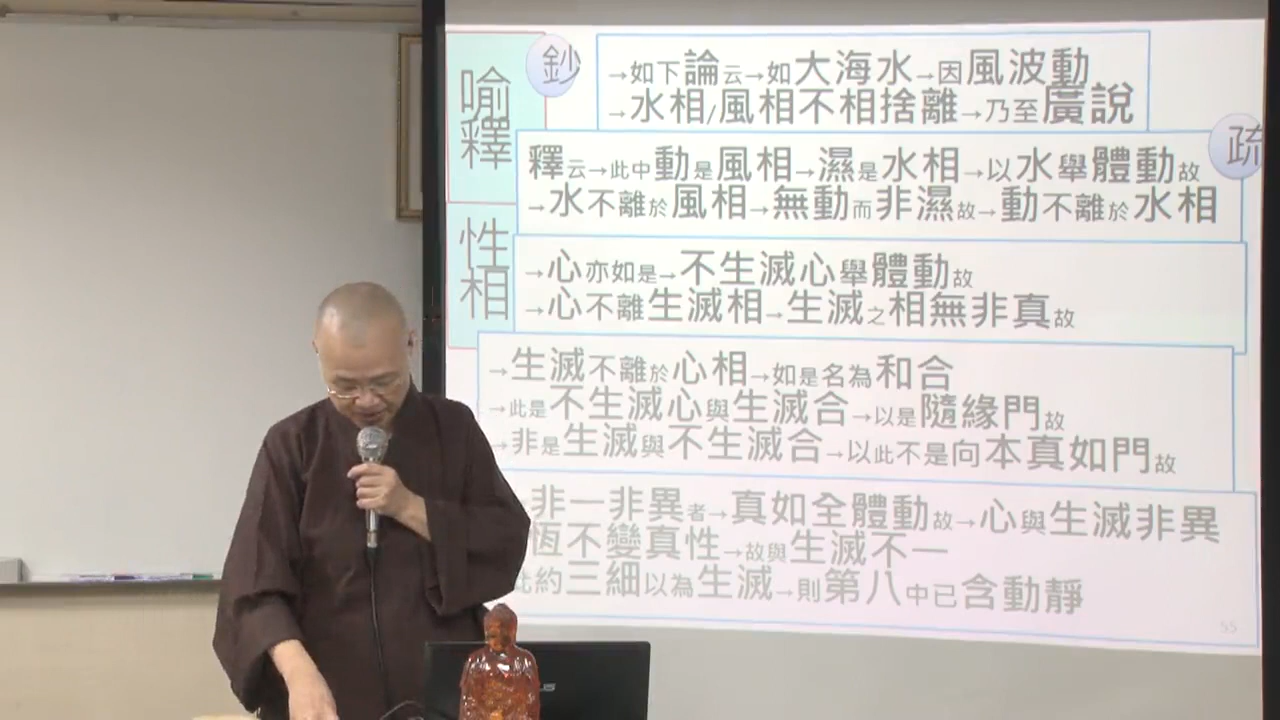 喻釋
性相
鈔
→如下論云→如大海水→因風波動
→水相/風相不相捨離→乃至廣說
疏
釋云→此中動是風相→濕是水相→以水舉體動故
→水不離於風相→無動而非濕故→動不離於水相
→心亦如是→不生滅心舉體動故
→心不離生滅相→生滅之相無非真故
→生滅不離於心相→如是名為和合
→此是不生滅心與生滅合→以是隨緣門故
→非是生滅與不生滅合→以此不是向本真如門故
非一非異者→真如全體動故→心與生滅非異
恆不變真性→故與生滅不一
約三細以為生滅→則第八中已含動靜
55